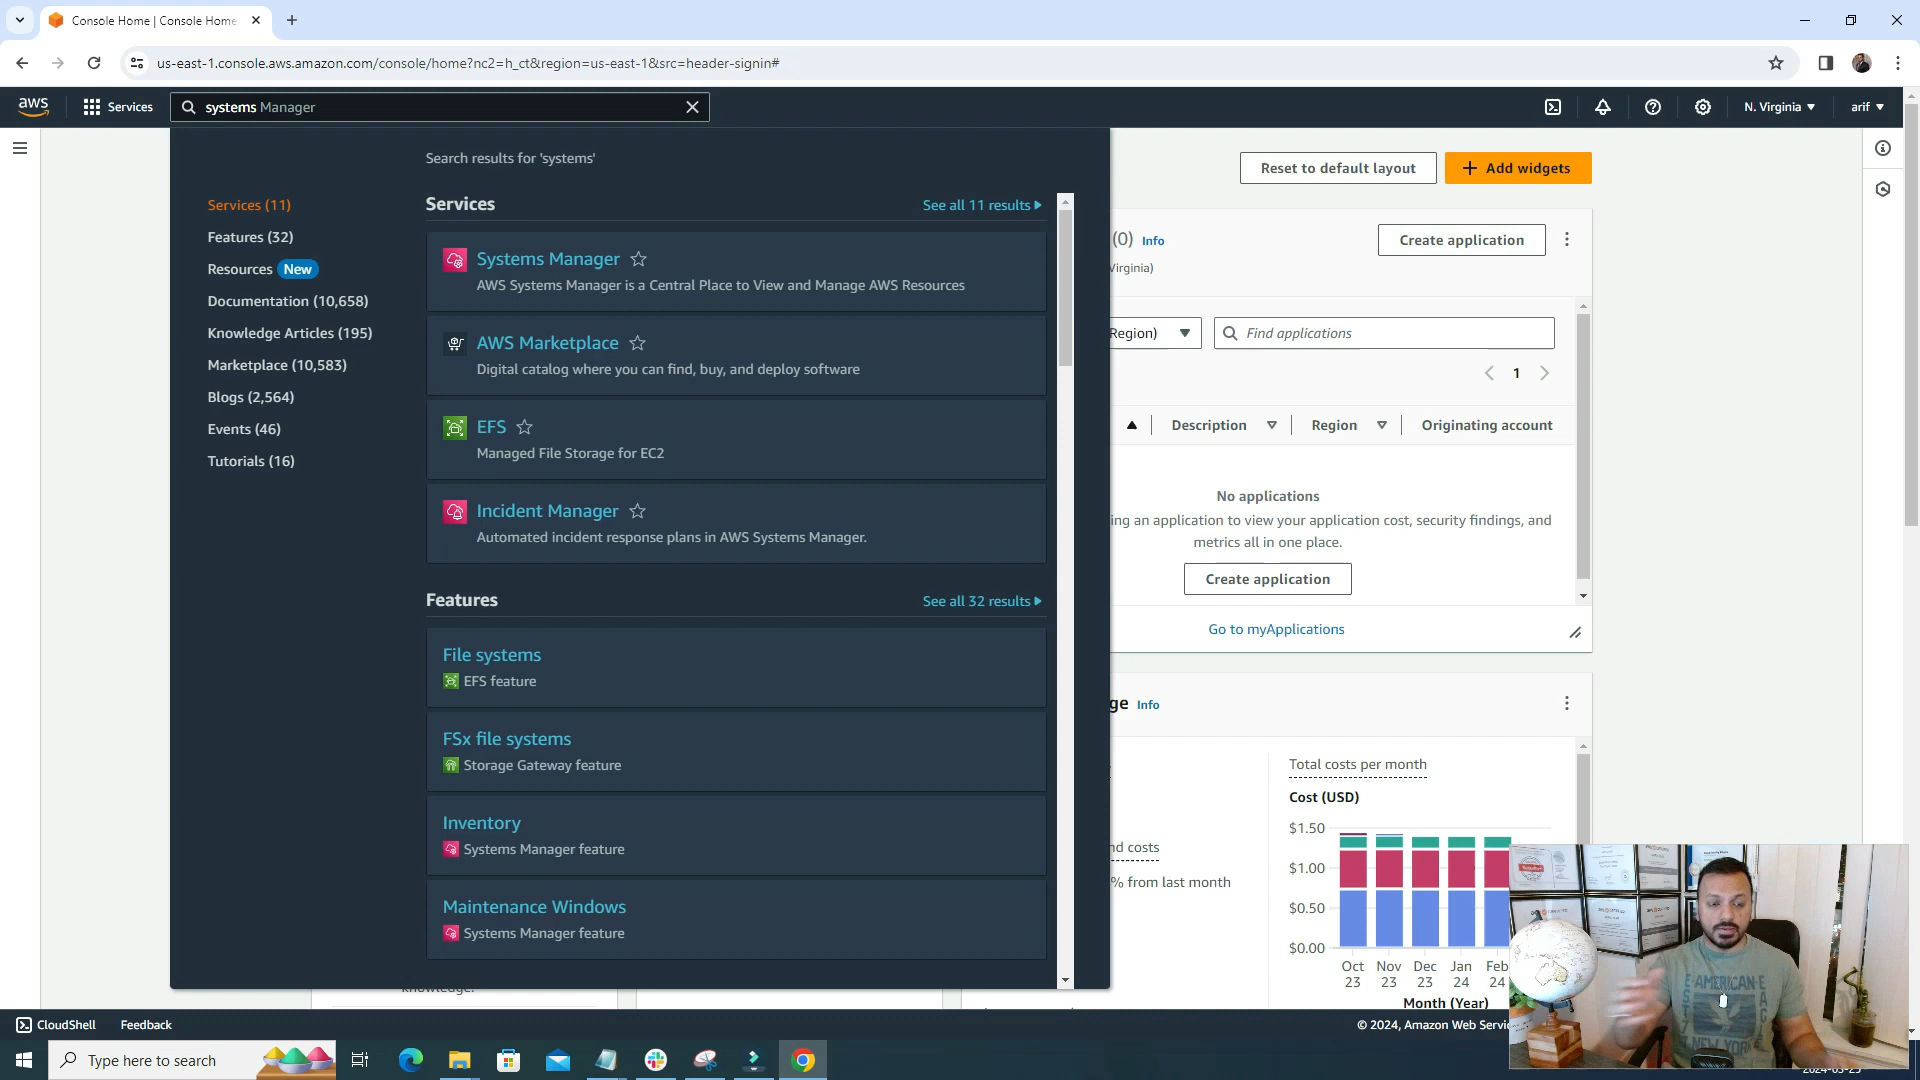 Console Home | Console Home
us-east-1.console.aws.amazon.com/console/home?nc2=h_ct&region=us-east-1&src=header-signin#
aws
Services
systems Manager
N. Virginia
arif
Search results for 'systems'
Services (11)
Features (32)
Resources New
Documentation (10,658)
Knowledge Articles (195)
Marketplace (10,583)
Blogs (2,564)
Events (46)
Tutorials (16)
Services
See all 11 results
Systems Manager
AWS Systems Manager is a Central Place to View and Manage AWS Resources
AWS Marketplace
Digital catalog where you can find, buy, and deploy software
EFS
Managed File Storage for EC2
Incident Manager
Automated incident response plans in AWS Systems Manager.
Features
See all 32 results
File systems
EFS feature
FSx file systems
Storage Gateway feature
Inventory
Systems Manager feature
Maintenance Windows
Systems Manager feature
Reset to default layout
Add widgets
(0) Info
Virginia)
Create application
Region)
Find applications
1
Description
Region
Originating account
No applications
ing an application to view your application cost, security findings, and
metrics all in one place.
Create application
Go to myApplications
ge Info
nd costs
% from last month
Total costs per month
Cost (USD)
$1.50
$1.00
$0.50
$0.00
Oct 23
Nov 23
Dec 23
Jan 24
Feb 24
Month (Year)
knowledge.
CloudShell
Feedback
© 2024, Amazon Web Servic
Type here to search
AMERICAN E
NEW YORK